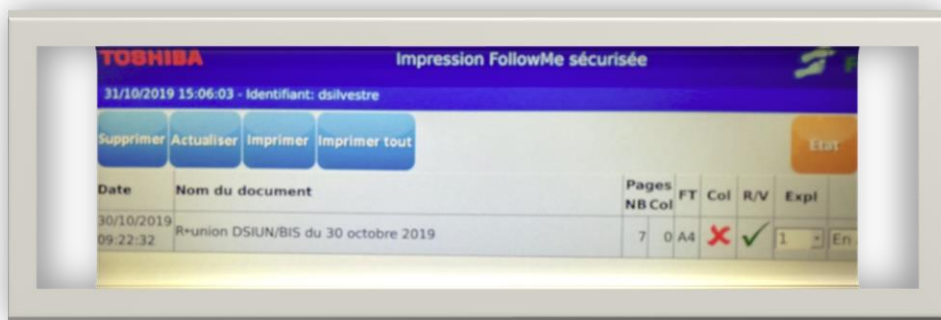 TOSHIBA Impression FollowMe sécurisée
31/10/2019 15:06:03 - Identifiant: dsilvestre
Supprimer Actualiser Imprimer Imprimer tout Etat
Date Nom du document Pages NB Col FT Col R/V Expl
30/10/2019 09:22:32 R+union DSIUN/BIS du 30 octobre 2019 7 0 A4 1 En